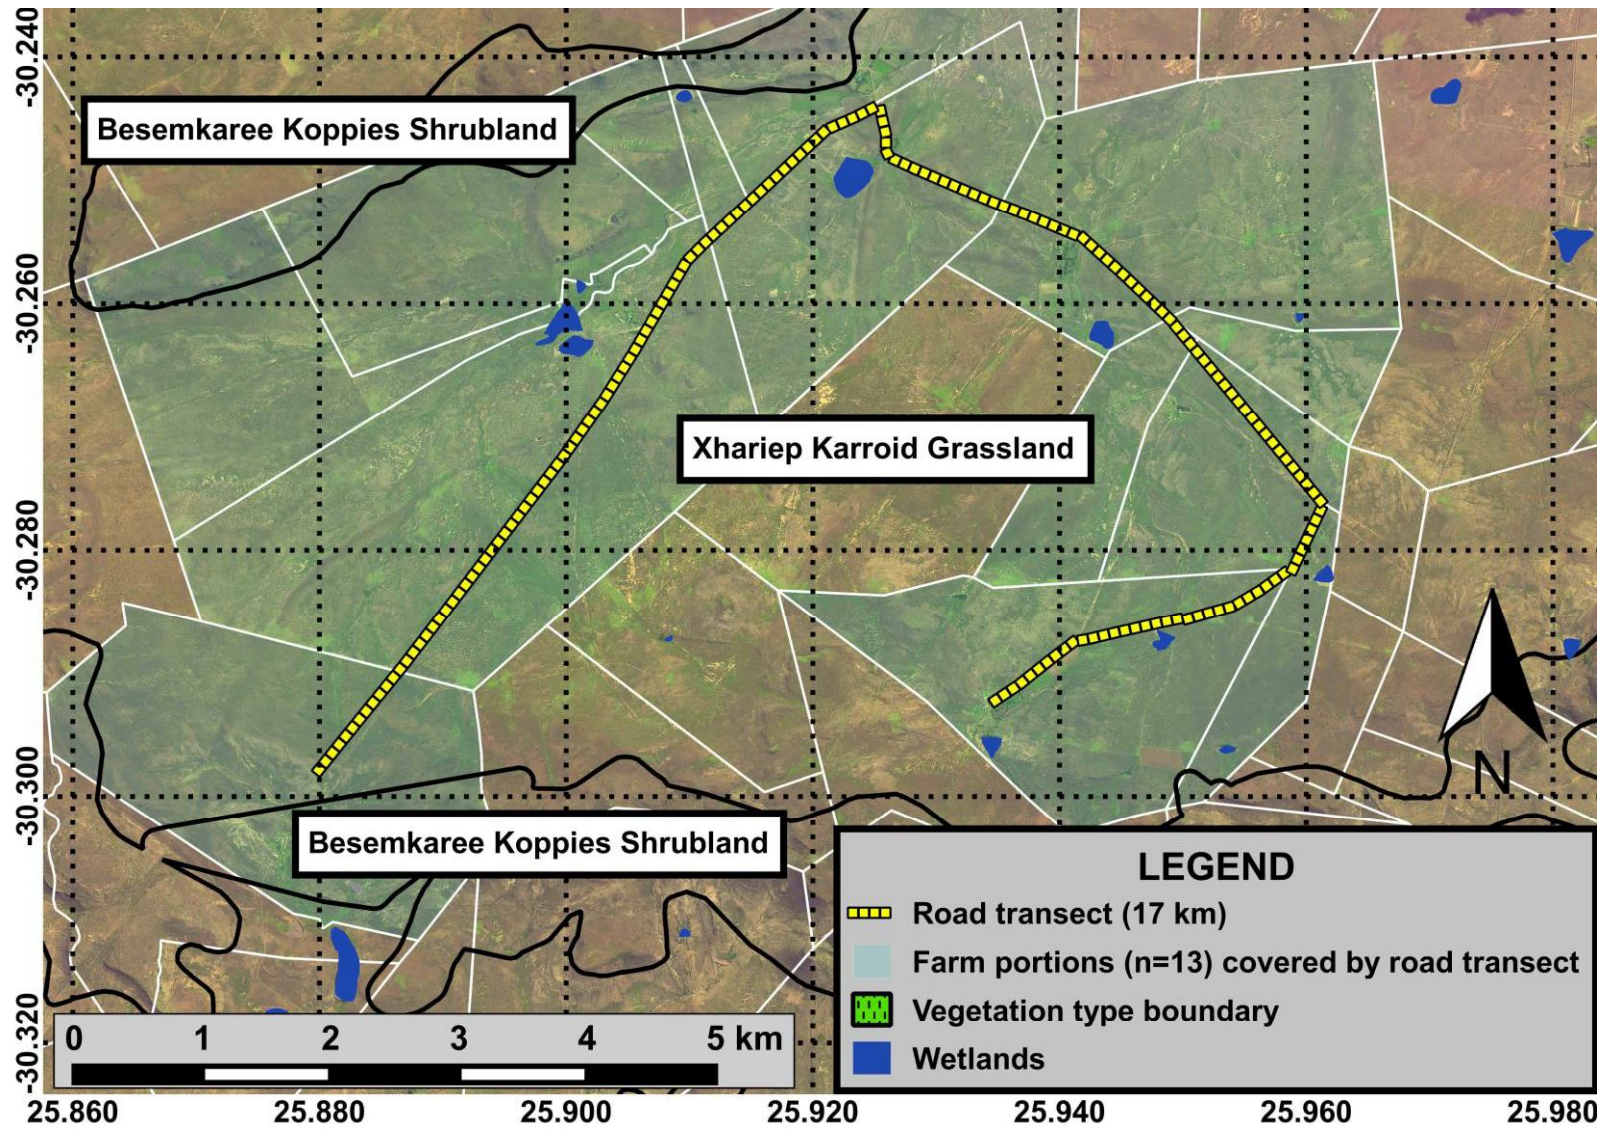 -30.240
-30.260
-30.280
-30.300
-30.320
Besemkaree Koppies Shrubland
Xhariep Karroid Grassland
Besemkaree Koppies Shrubland
N
LEGEND
Road transect (17 km)
Farm portions (n=13) covered by road transect
Vegetation type boundary
Wetlands
0 1 2 3 4 5 km
25.860 25.880 25.900 25.920 25.940 25.960 25.980